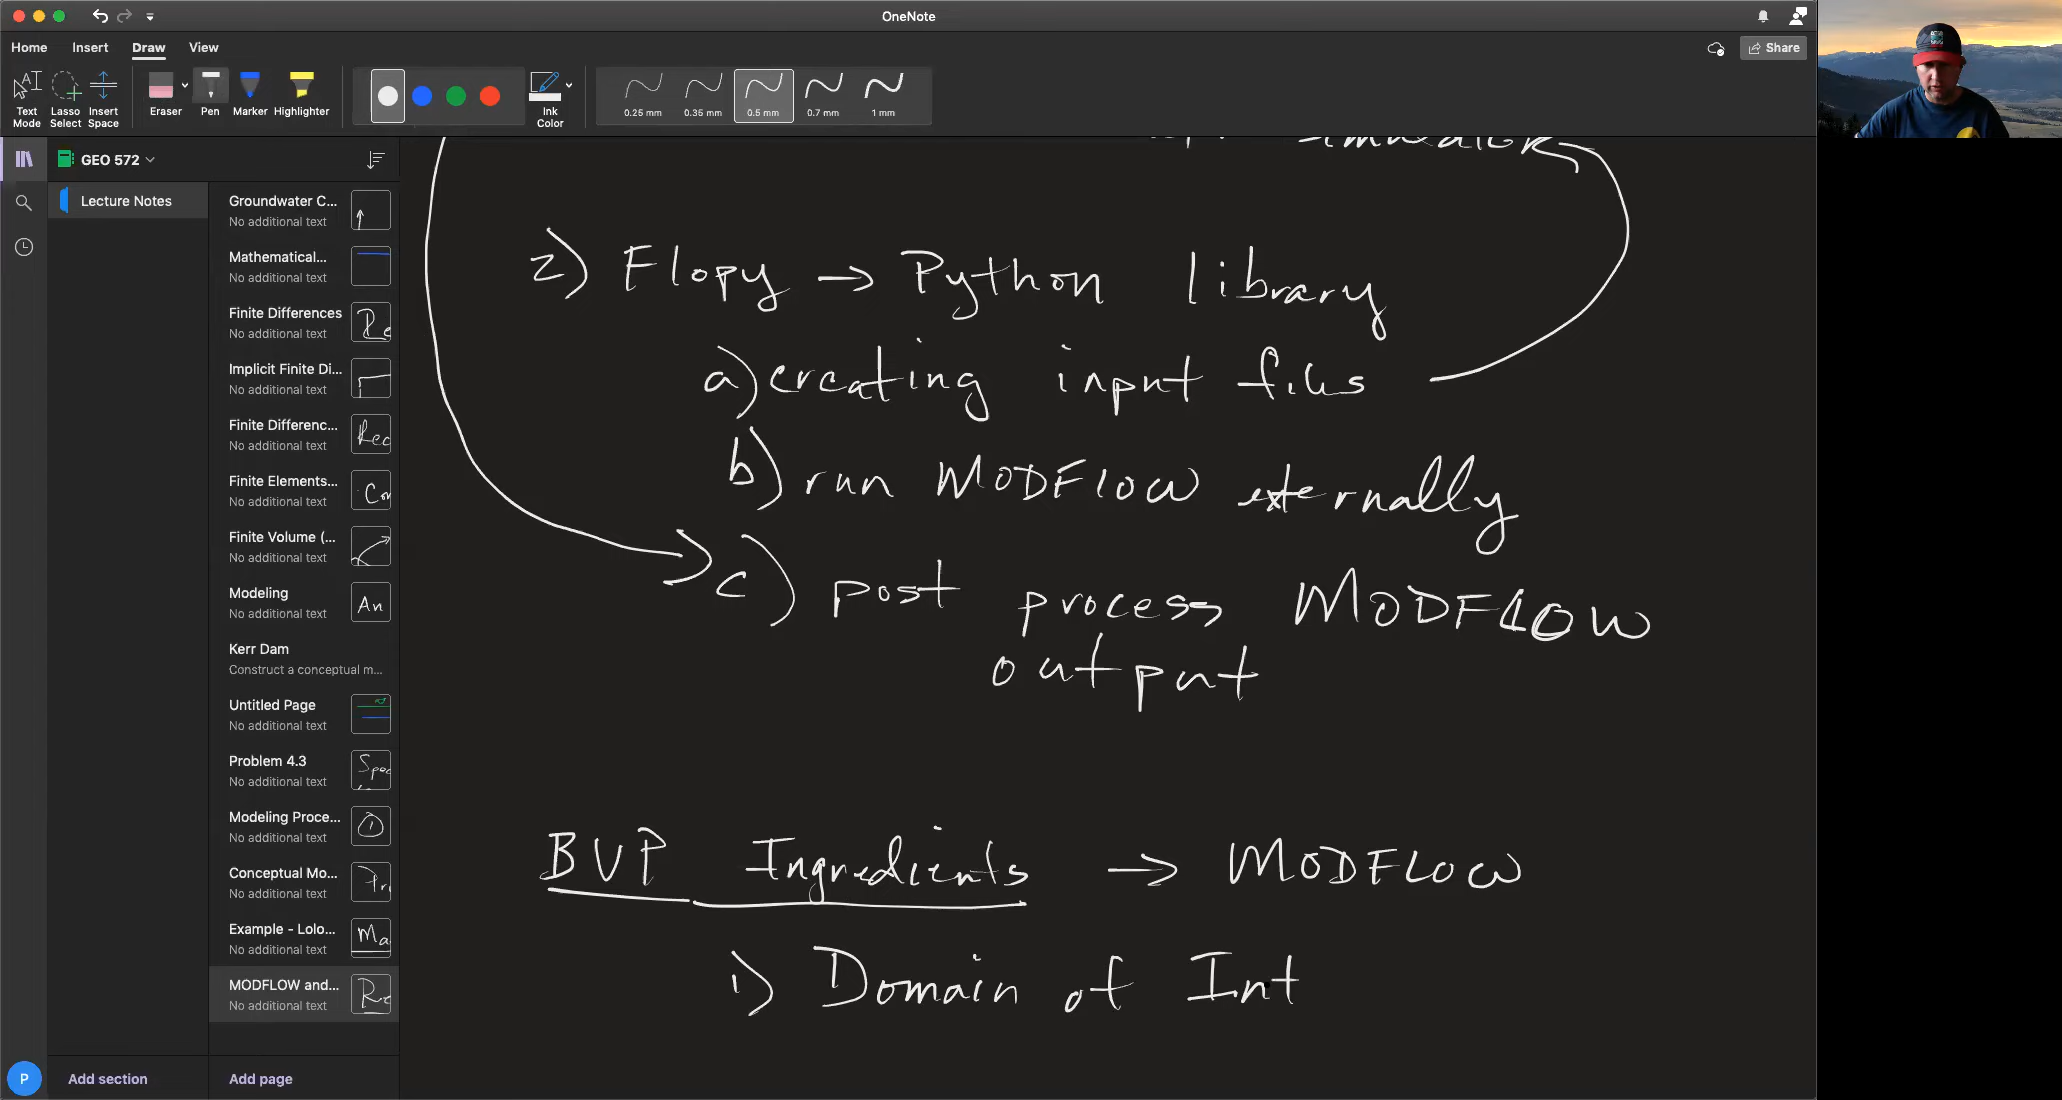 OneNote
Home Insert Draw View
Share
Text Mode
Lasso Select
Insert Space
Eraser
Pen
Marker
Highlighter
Ink Color
0.25 mm
0.35 mm
0.5 mm
0.7 mm
1 mm
GEO 572
Lecture Notes
Groundwater C...
No additional text
Mathematical...
No additional text
Finite Differences
No additional text
Implicit Finite Di...
No additional text
Finite Differenc...
No additional text
Rec
Finite Elements...
No additional text
Con
Finite Volume (...
No additional text
Modeling
No additional text
An
Kerr Dam
Construct a conceptual m...
Untitled Page
No additional text
Problem 4.3
No additional text
Modeling Proce...
No additional text
1
Conceptual Mo...
No additional text
Example - Lolo...
No additional text
Ma
MODFLOW and...
No additional text
P
Add section
Add page
2) Flopy → Python library
a) creating input files
b) run MODFLOW externally
c) post process MODFLOW
output
BVP Ingredients → MODFLOW
1) Domain of Int